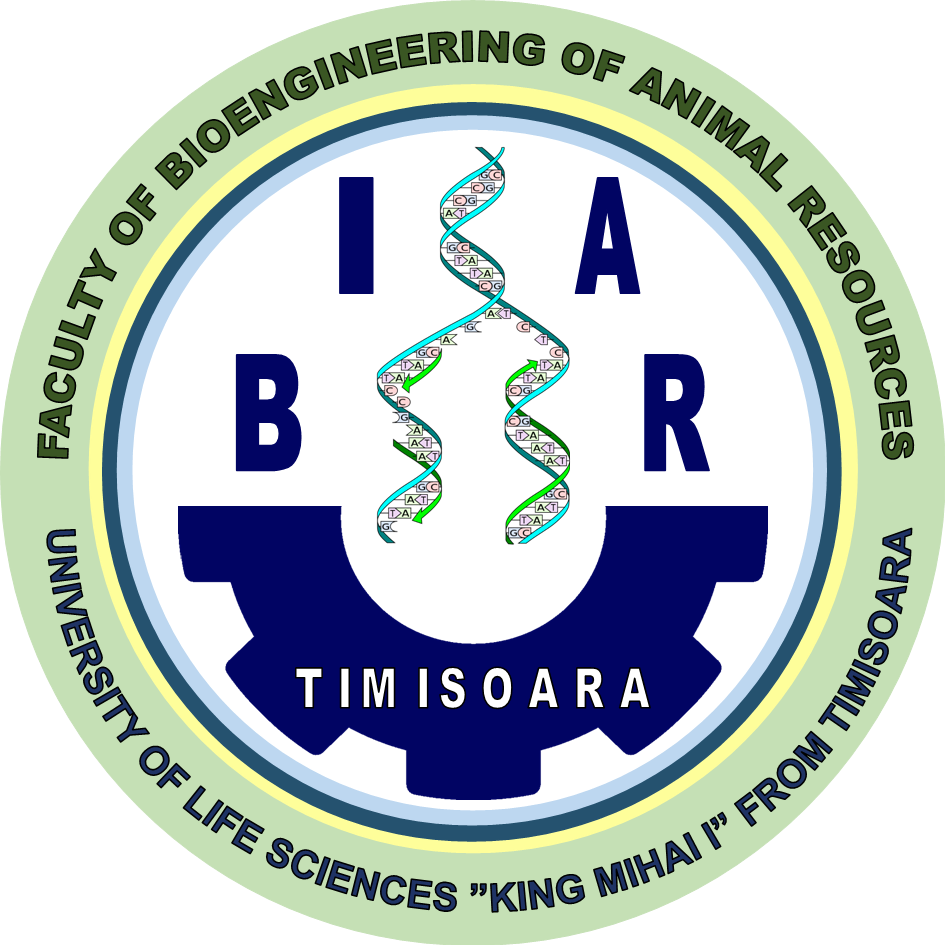 FACULTY OF BIOENGINEERING OF ANIMAL RESOURCES
I A
B R
TIMISOARA
UNIVERSITY OF LIFE SCIENCES ”KING MIHAI I” FROM TIMISOARA